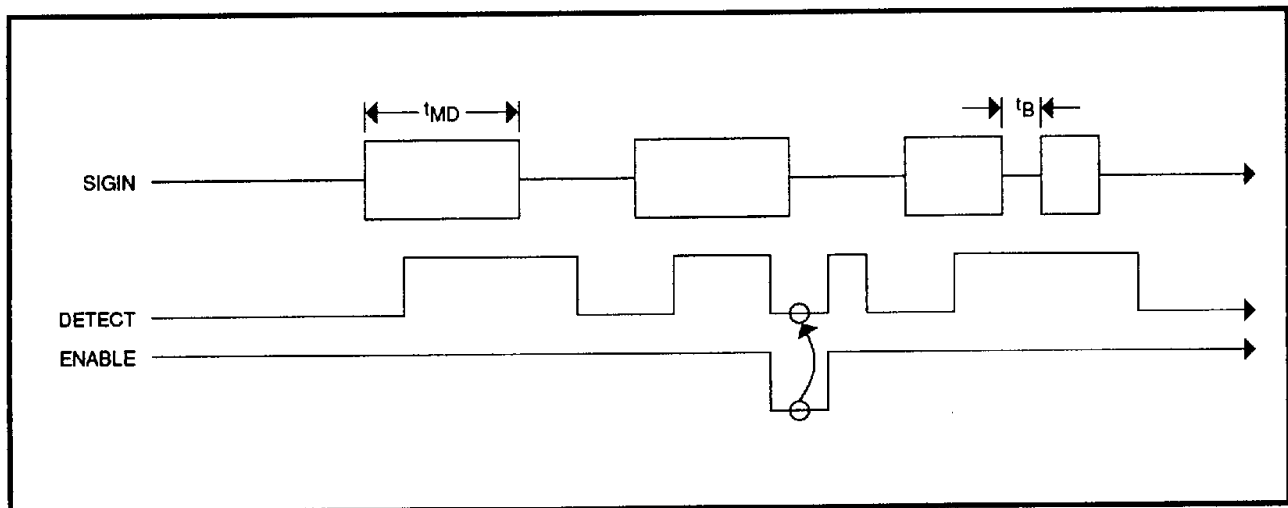 tMD
tB
SIGIN
DETECT
ENABLE